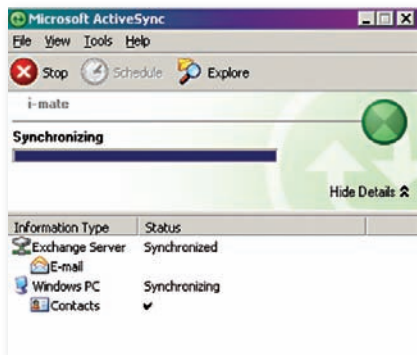 Microsoft ActiveSync
File View Tools Help
Stop Schedule Explore
i-mate
Synchronizing
Hide Details
Information Type Status
Exchange Server Synchronized
E-mail
Windows PC Synchronizing
Contacts